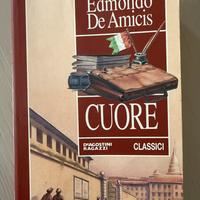 Edmondo
De Amicis
CUORE
DEAGOSTINI
RAGAZZI
CLASSICI